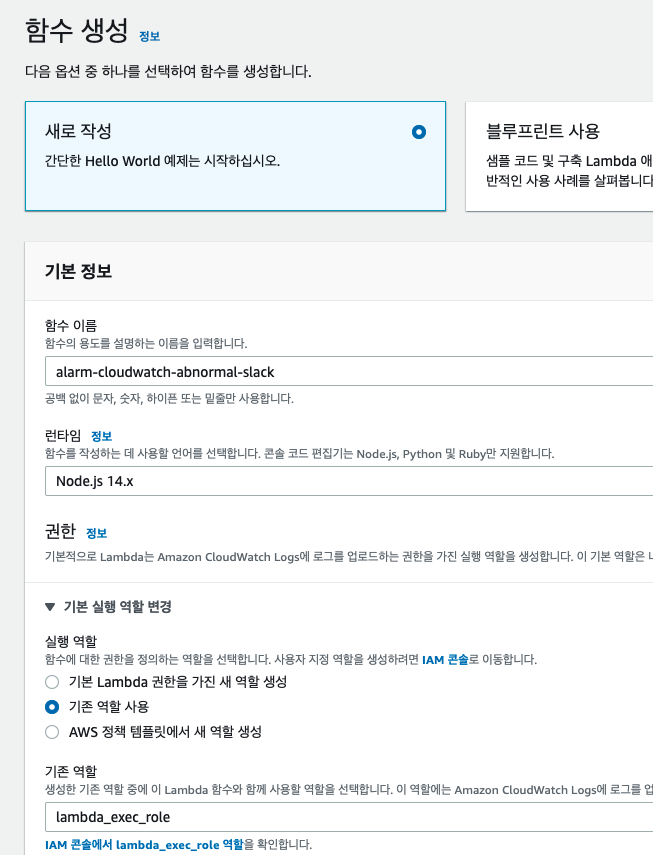 함수 생성 정보
다음 옵션 중 하나를 선택하여 함수를 생성합니다.
새로 작성
간단한 Hello World 예제는 시작하십시오.
블루프린트 사용
샘플 코드 및 구축 Lambda 애
반적인 사용 사례를 살펴봅니다
기본 정보
함수 이름
함수의 용도를 설명하는 이름을 입력합니다.
alarm-cloudwatch-abnormal-slack
공백 없이 문자, 숫자, 하이픈 또는 밑줄만 사용합니다.
런타임 정보
함수를 작성하는 데 사용할 언어를 선택합니다. 콘솔 코드 편집기는 Node.js, Python 및 Ruby만 지원합니다.
Node.js 14.x
권한 정보
기본적으로 Lambda는 Amazon CloudWatch Logs에 로그를 업로드하는 권한을 가진 실행 역할을 생성합니다. 이 기본 역할은
▼ 기본 실행 역할 변경
실행 역할
함수에 대한 권한을 정의하는 역할을 선택합니다. 사용자 지정 역할을 생성하려면 IAM 콘솔로 이동합니다.
기본 Lambda 권한을 가진 새 역할 생성
기존 역할 사용
AWS 정책 템플릿에서 새 역할 생성
기존 역할
생성한 기존 역할 중에 이 Lambda 함수와 함께 사용할 역할을 선택합니다. 이 역할에는 Amazon CloudWatch Logs에 로그를 업
lambda_exec_role
IAM 콘솔에서 lambda_exec_role 역할을 확인합니다.